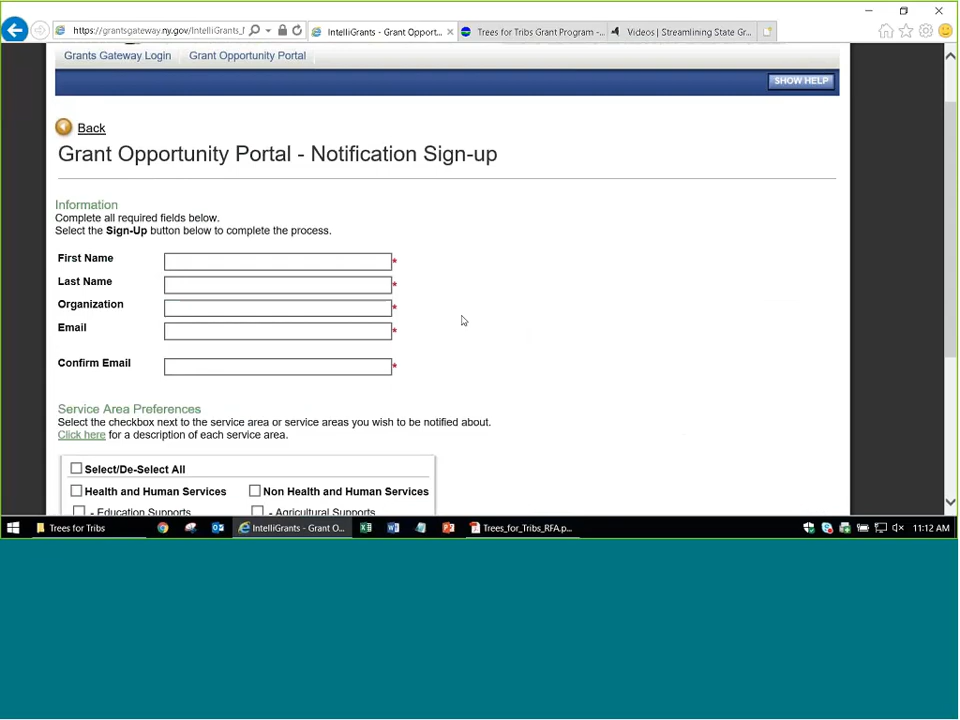 https://grantsgateway.ny.gov/IntelliGrants_
IntelliGrants - Grant Opport...
Trees for Tribs Grant Program -...
Videos | Streamlining State Gr...
Grants Gateway Login
Grant Opportunity Portal
SHOW HELP
Back
Grant Opportunity Portal - Notification Sign-up
Information
Complete all required fields below.
Select the Sign-Up button below to complete the process.
First Name *
Last Name *
Organization *
Email *
Confirm Email *
Service Area Preferences
Select the checkbox next to the service area or service areas you wish to be notified about.
Click here for a description of each service area.
Select/De-Select All
Health and Human Services
Non Health and Human Services
- Education Supports
- Agricultural Supports
Trees for Tribs
IntelliGrants - Grant O...
Trees_for_Tribs_RFA.p...
11:12 AM